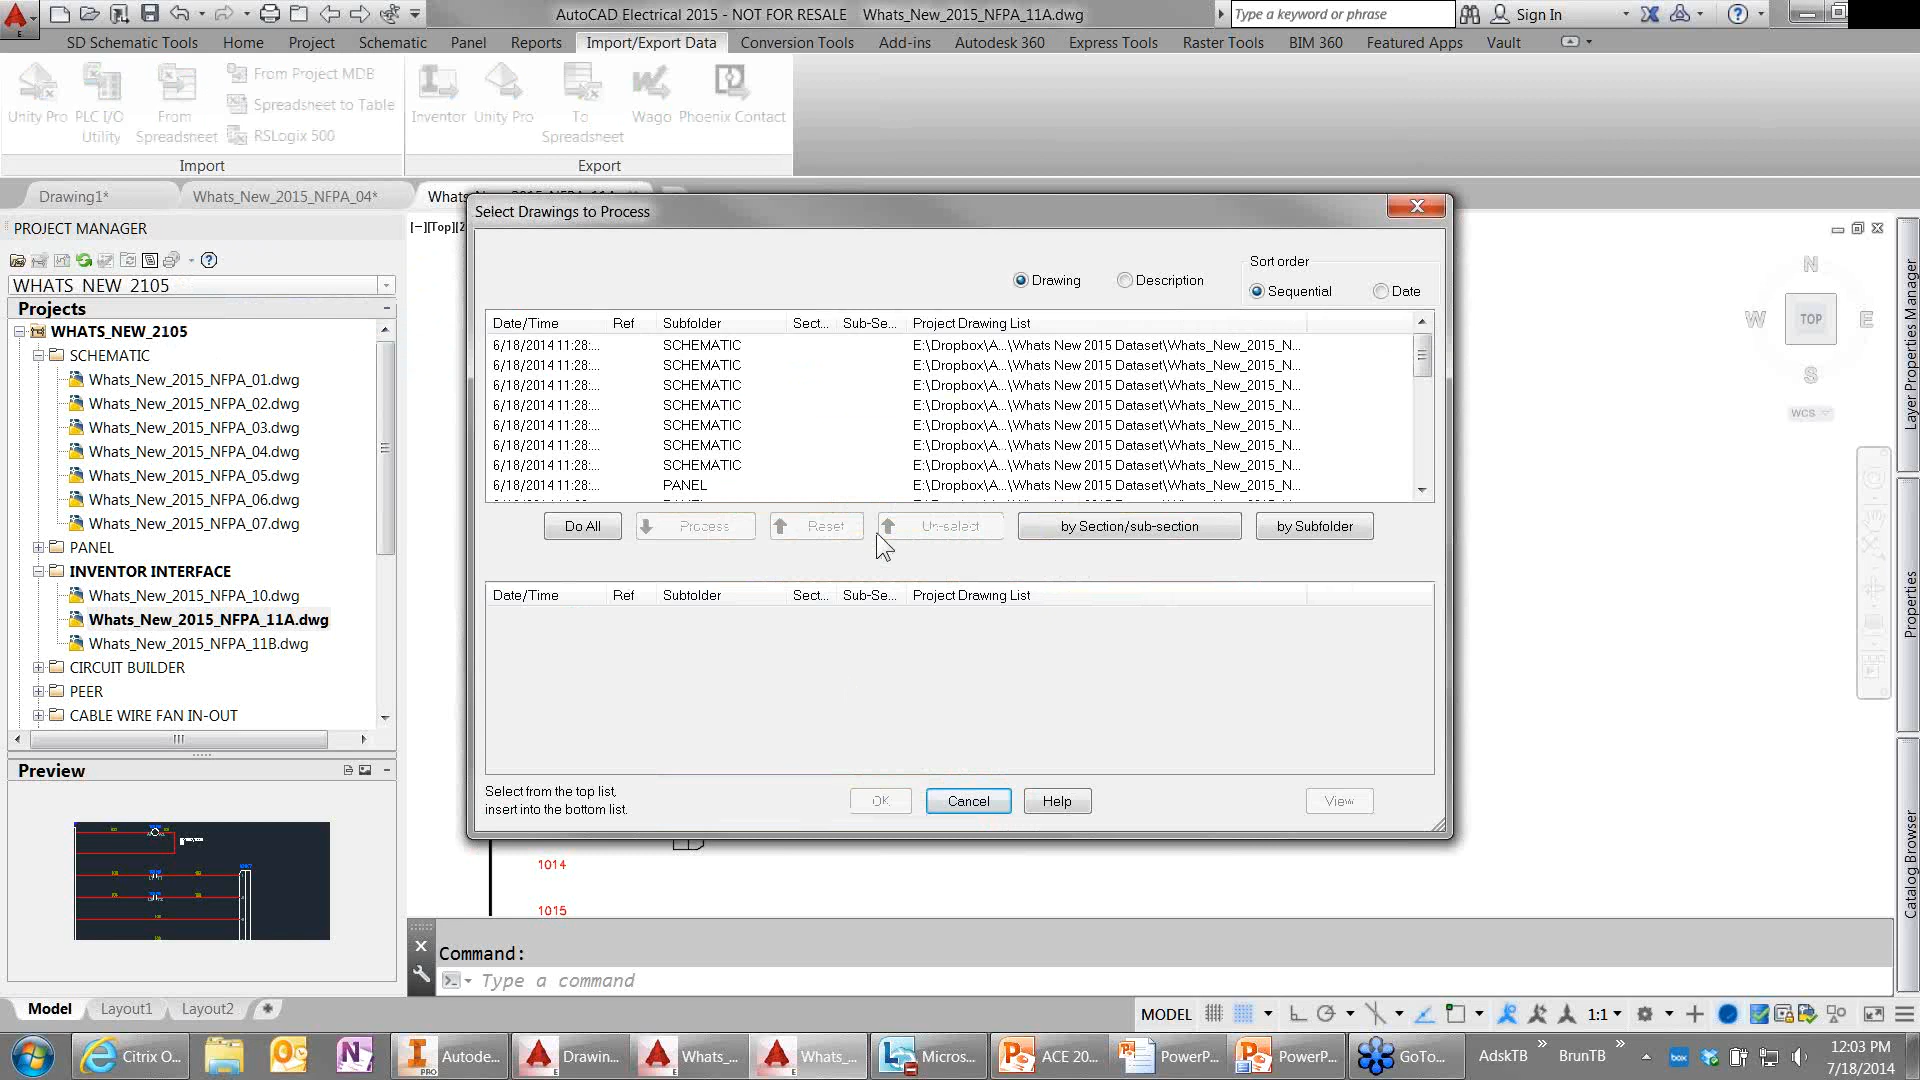 AutoCAD Electrical 2015 - NOT FOR RESALE Whats_New_2015_NFPA_11A.dwg
Type a keyword or phrase
Sign In
SD Schematic Tools Home Project Schematic Panel Reports Import/Export Data Conversion Tools Add-ins Autodesk 360 Express Tools Raster Tools BIM 360 Featured Apps Vault
Unity Pro
PLC I/O Utility
From Spreadsheet
From Project MDB
Spreadsheet to Table
RSLogix 500
Import
Inventor
Unity Pro
To Spreadsheet
Wago
Phoenix Contact
Export
Drawing1*
Whats_New_2015_NFPA_04*
PROJECT MANAGER
WHATS_NEW_2105
Projects
WHATS_NEW_2105
SCHEMATIC
Whats_New_2015_NFPA_01.dwg
Whats_New_2015_NFPA_02.dwg
Whats_New_2015_NFPA_03.dwg
Whats_New_2015_NFPA_04.dwg
Whats_New_2015_NFPA_05.dwg
Whats_New_2015_NFPA_06.dwg
Whats_New_2015_NFPA_07.dwg
PANEL
INVENTOR INTERFACE
Whats_New_2015_NFPA_10.dwg
Whats_New_2015_NFPA_11A.dwg
Whats_New_2015_NFPA_11B.dwg
CIRCUIT BUILDER
PEER
CABLE WIRE FAN IN-OUT
Preview
[−][Top][2
Select Drawings to Process
Drawing Description
Sort order
Sequential Date
Date/Time Ref Subfolder Sect... Sub-Se... Project Drawing List
6/18/2014 11:28:... SCHEMATIC E:\Dropbox\A...\Whats New 2015 Dataset\Whats_New_2015_N...
6/18/2014 11:28:... SCHEMATIC E:\Dropbox\A...\Whats New 2015 Dataset\Whats_New_2015_N...
6/18/2014 11:28:... SCHEMATIC E:\Dropbox\A...\Whats New 2015 Dataset\Whats_New_2015_N...
6/18/2014 11:28:... SCHEMATIC E:\Dropbox\A...\Whats New 2015 Dataset\Whats_New_2015_N...
6/18/2014 11:28:... SCHEMATIC E:\Dropbox\A...\Whats New 2015 Dataset\Whats_New_2015_N...
6/18/2014 11:28:... SCHEMATIC E:\Dropbox\A...\Whats New 2015 Dataset\Whats_New_2015_N...
6/18/2014 11:28:... SCHEMATIC E:\Dropbox\A...\Whats New 2015 Dataset\Whats_New_2015_N...
6/18/2014 11:28:... PANEL E:\Dropbox\A...\Whats New 2015 Dataset\Whats_New_2015_N...
Do All Process Reset Un-select by Section/sub-section by Subfolder
Date/Time Ref Subfolder Sect... Sub-Se... Project Drawing List
Select from the top list,
insert into the bottom list.
OK Cancel Help View
N
W TOP E
S
WCS
Layer Properties Manager
Properties
Catalog Browser
1014
1015
Command:
Type a command
Model Layout1 Layout2
MODEL 1:1
Citrix O...
Autode...
Drawin...
Whats_...
Whats_...
Micros...
ACE 20...
PowerP...
PowerP...
GoTo...
AdskTB
BrunTB
12:03 PM
7/18/2014